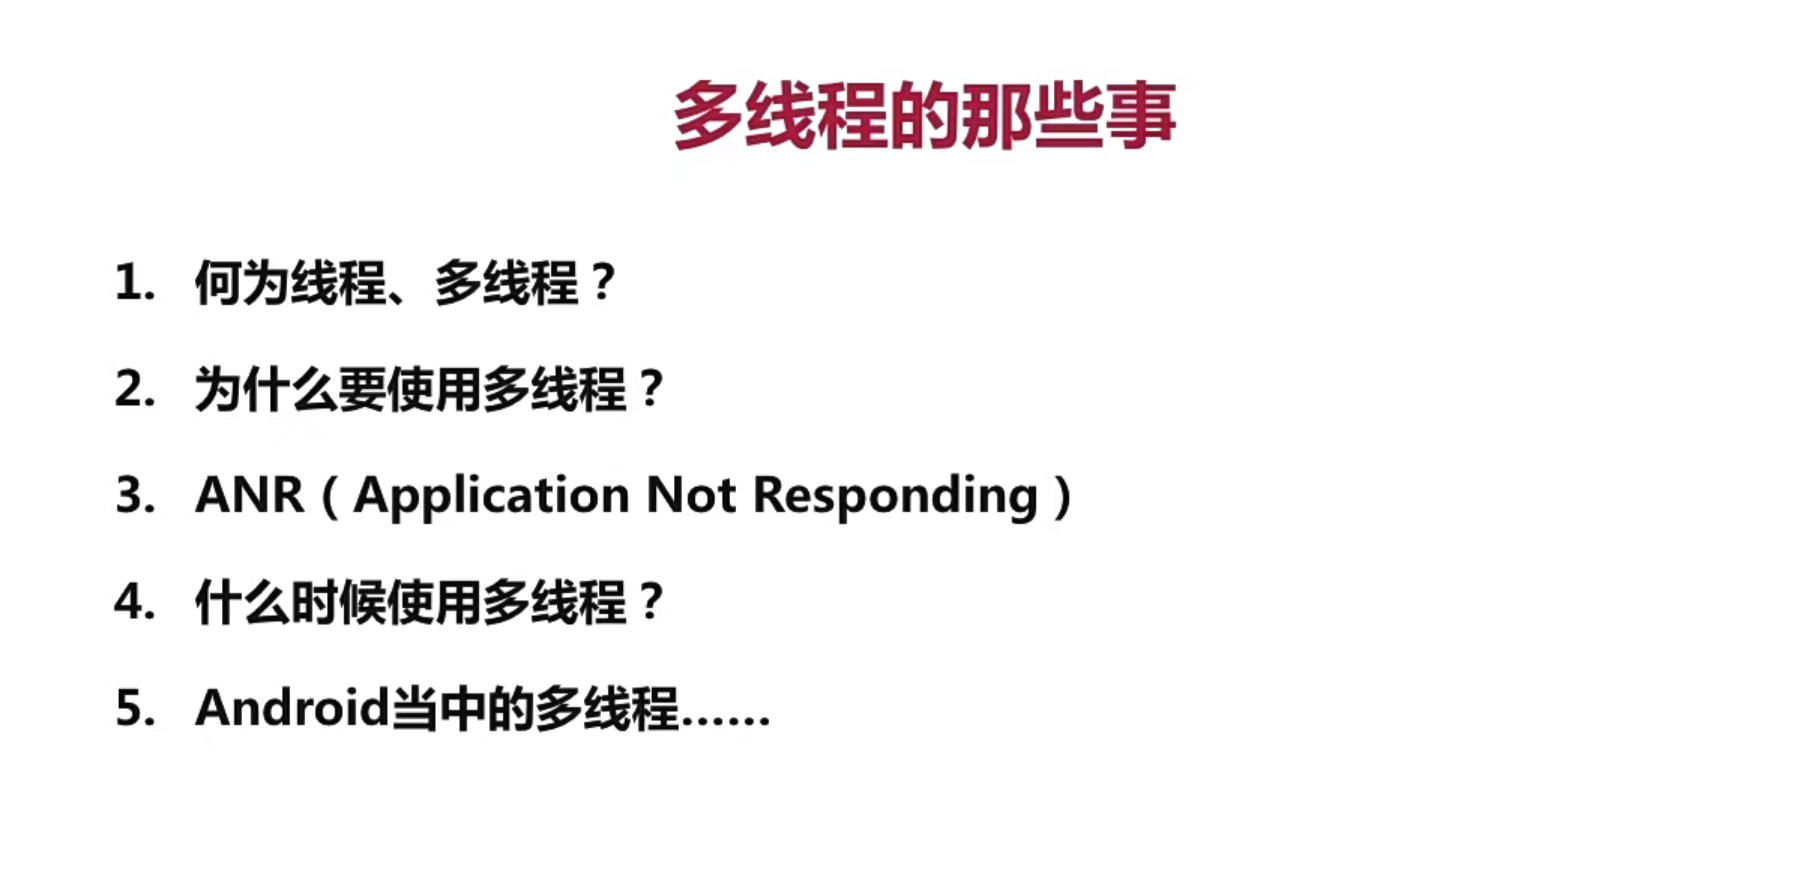 多线程的那些事
1. 何为线程、多线程？
2. 为什么要使用多线程？
3. ANR（Application Not Responding）
4. 什么时候使用多线程？
5. Android当中的多线程......